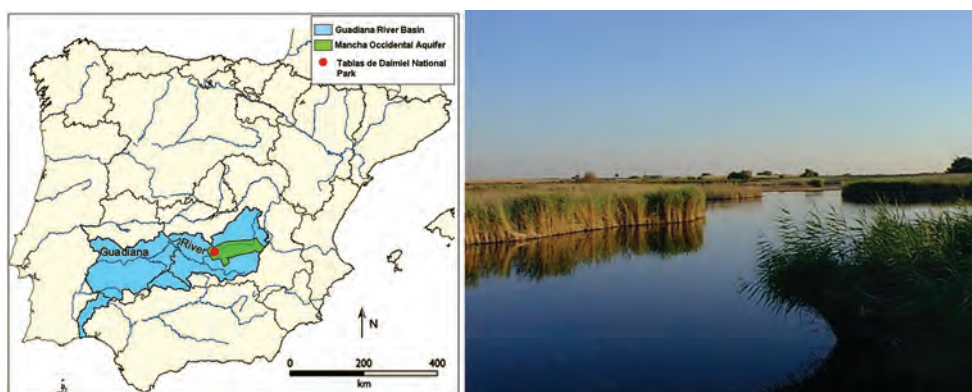 Guadiana River Basin
Mancha Occidental Aquifer
Tablas de Daimiel National
Park
Guadiana River
N
0 200 400
km